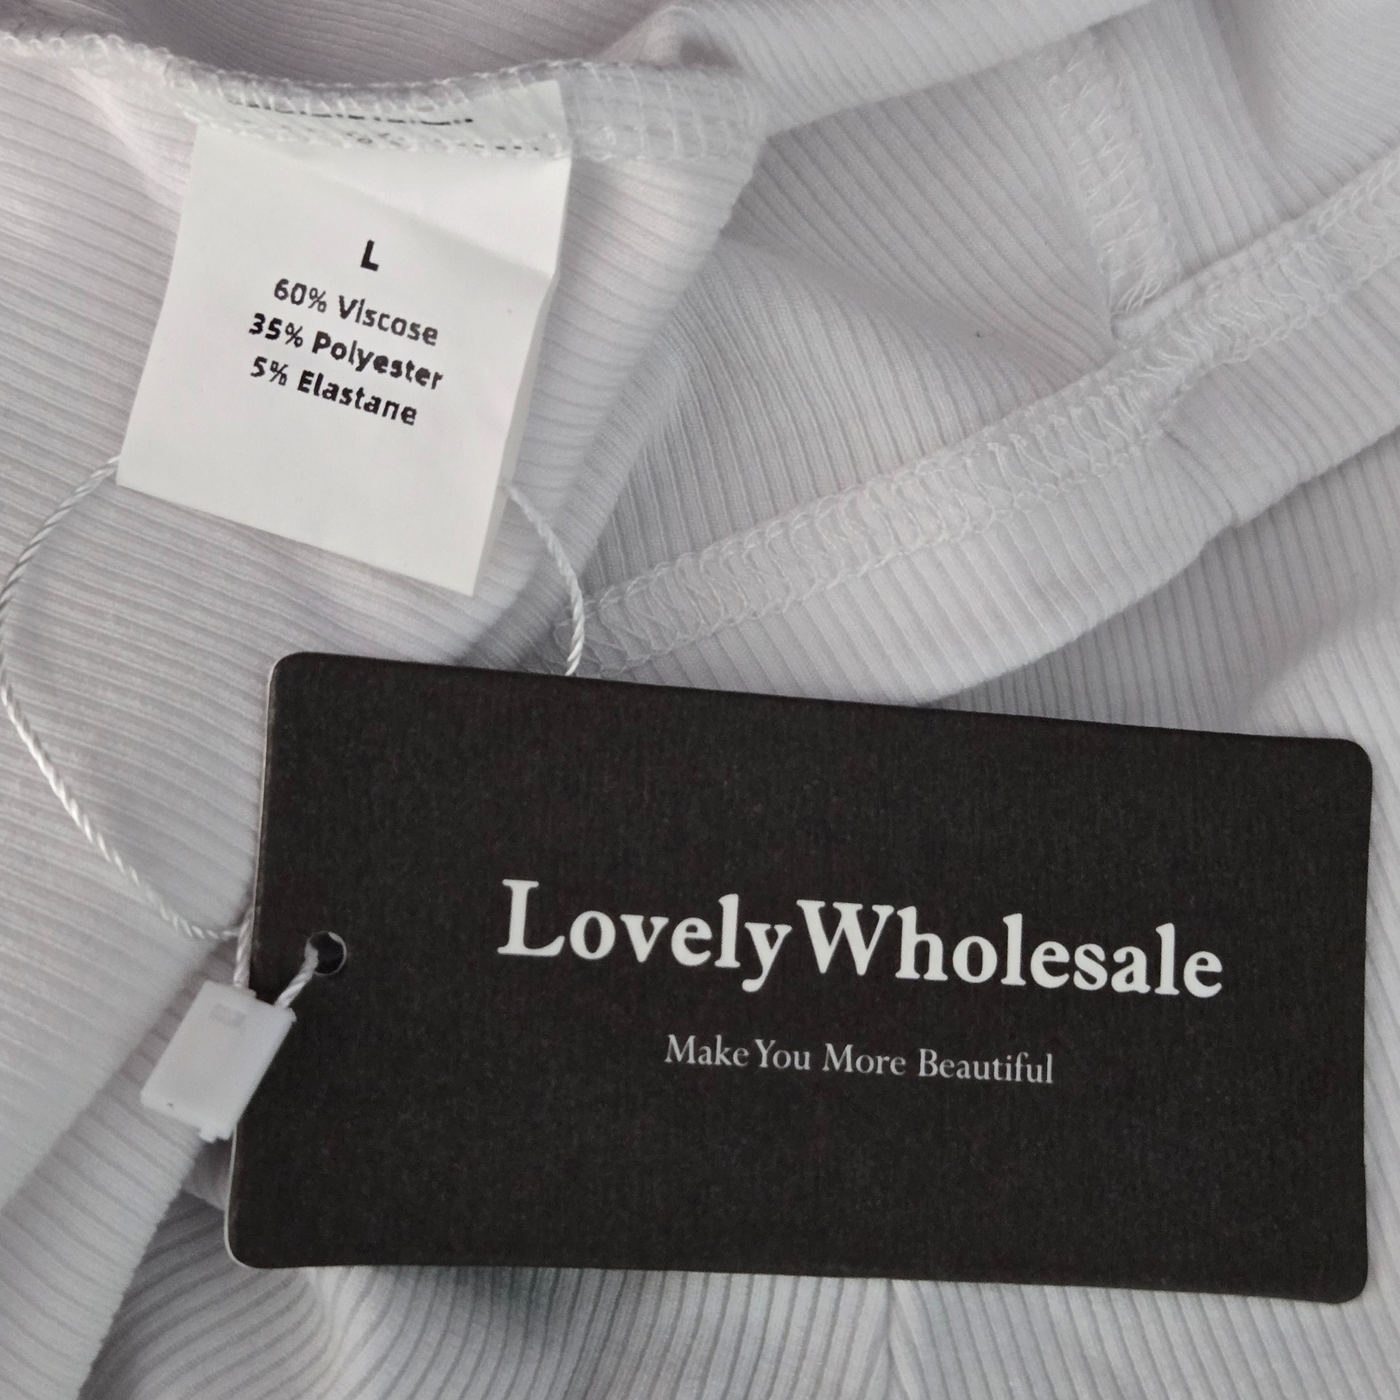 L
60% Viscose
35% Polyester
5% Elastane
LovelyWholesale
Make You More Beautiful